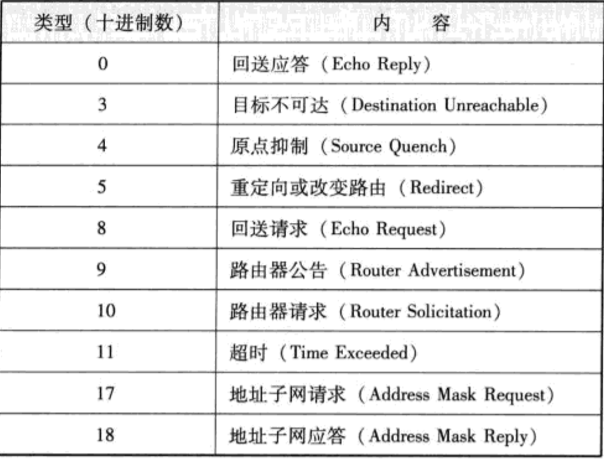 类型（十进制数） 内 容
0 回送应答（Echo Reply）
3 目标不可达（Destination Unreachable）
4 原点抑制（Source Quench）
5 重定向或改变路由（Redirect）
8 回送请求（Echo Request）
9 路由器公告（Router Advertisement）
10 路由器请求（Router Solicitation）
11 超时（Time Exceeded）
17 地址子网请求（Address Mask Request）
18 地址子网应答（Address Mask Reply）